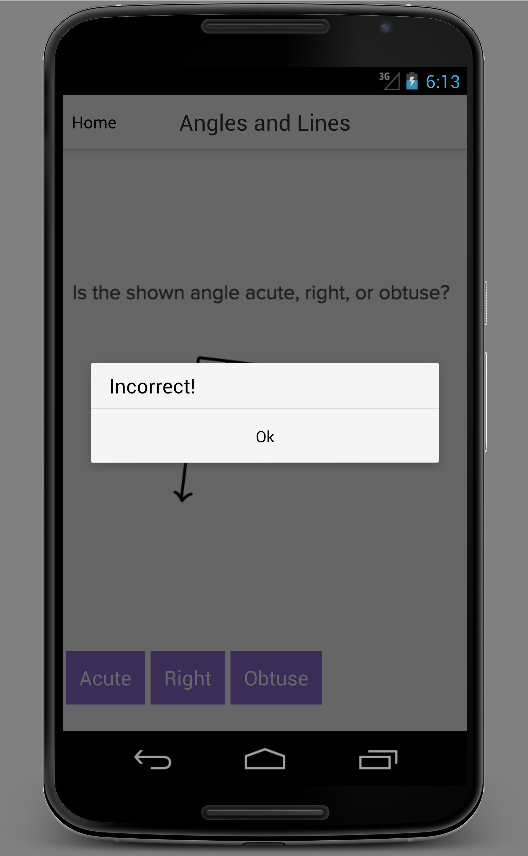 3G 6:13
Home Angles and Lines
Is the shown angle acute, right, or obtuse?
Incorrect!
Ok
Acute Right Obtuse